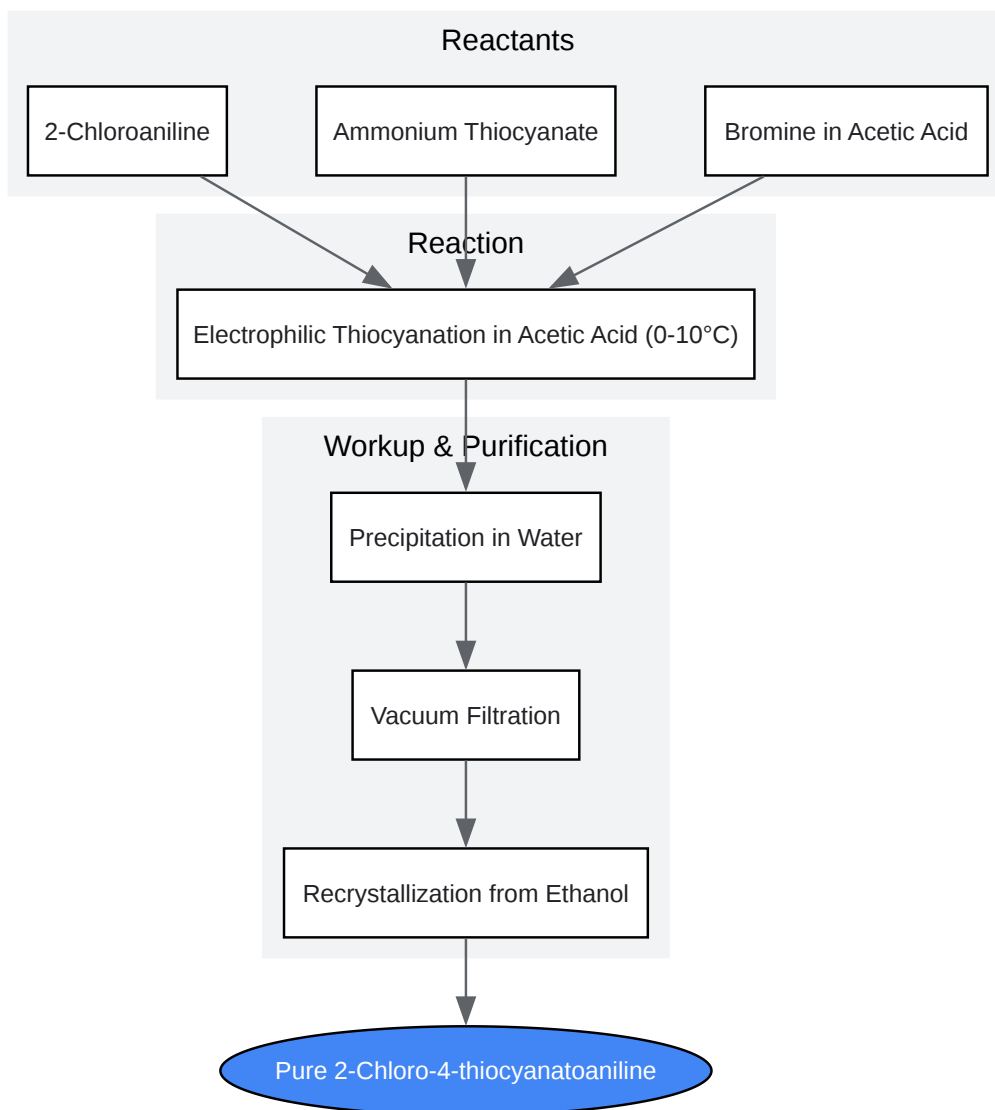 Reactants
2-Chloroaniline
Ammonium Thiocyanate
Bromine in Acetic Acid
Reaction
Electrophilic Thiocyanation in Acetic Acid (0-10°C)
Workup & Purification
Precipitation in Water
Vacuum Filtration
Recrystallization from Ethanol
Pure 2-Chloro-4-thiocyanatoaniline